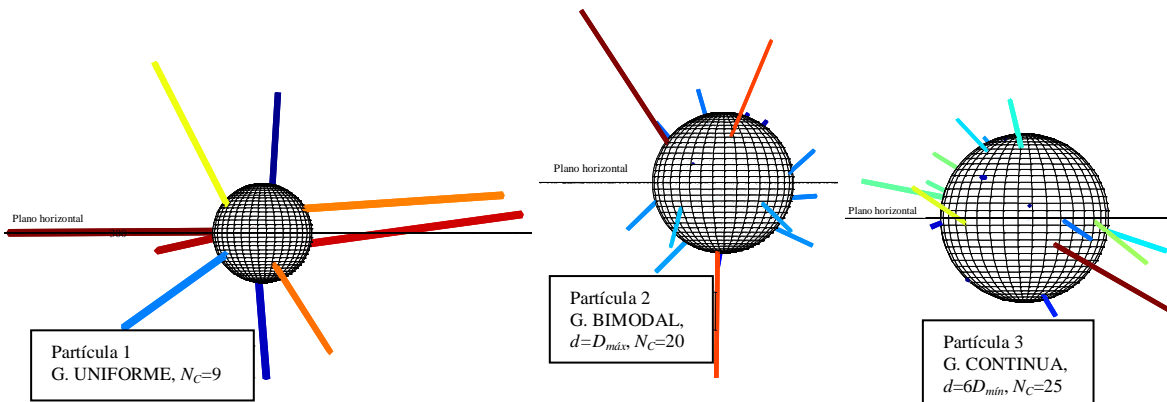 Plano horizontal
Partícula 1
G. UNIFORME, N_C=9
Plano horizontal
Partícula 2
G. BIMODAL,
d=D_máx, N_C=20
Plano horizontal
Partícula 3
G. CONTINUA,
d=6D_mín, N_C=25